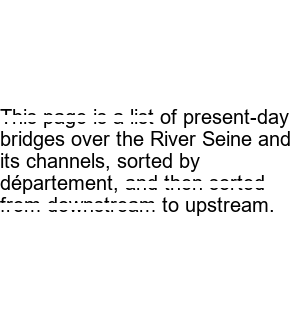 This page is a list of present-day
bridges over the River Seine and
its channels, sorted by
département, and then sorted
from downstream to upstream.